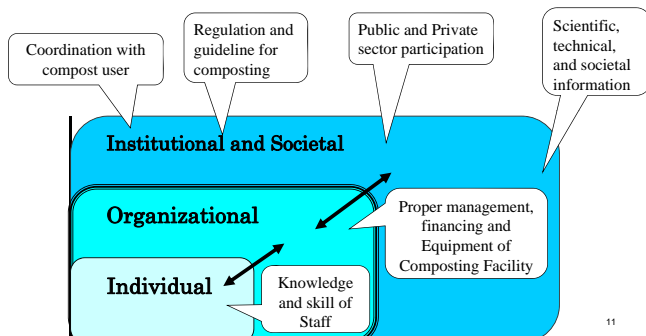 Coordination with
compost user
Regulation and
guideline for
composting
Public and Private
sector participation
Scientific,
technical,
and societal
information
Institutional and Societal
Organizational
Proper management,
financing and
Equipment of
Composting Facility
Individual
Knowledge
and skill of
Staff
11